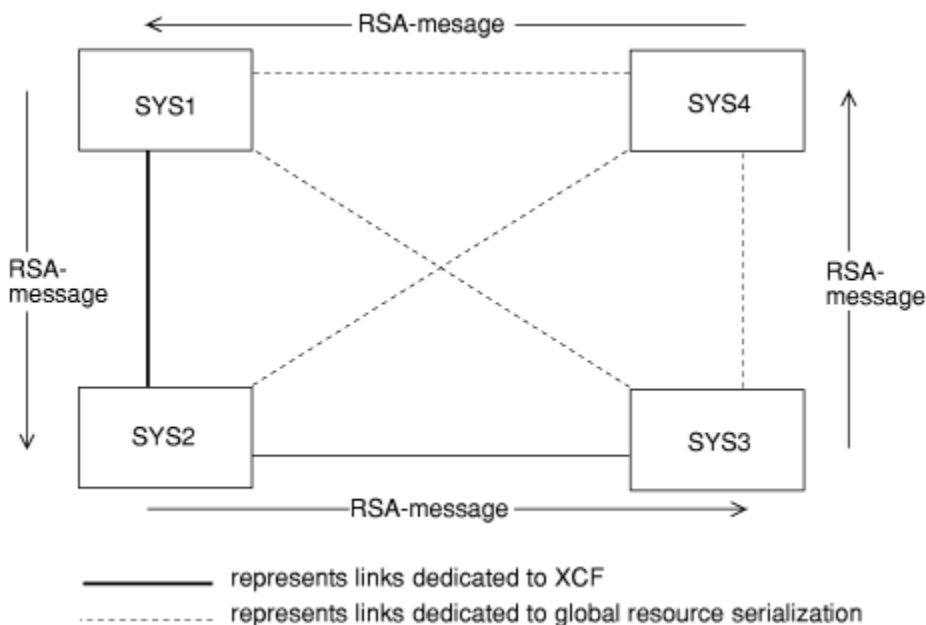 RSA-mesage
SYS1
SYS4
RSA-
message
RSA-
message
SYS2
SYS3
RSA-message
represents links dedicated to XCF
represents links dedicated to global resource serialization